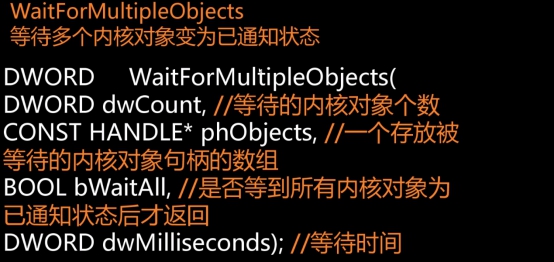 WaitForMultipleObjects
等待多个内核对象变为已通知状态
DWORD WaitForMultipleObjects(
DWORD dwCount, //等待的内核对象个数
CONST HANDLE* phObjects, //一个存放被
等待的内核对象句柄的数组
BOOL bWaitAll, //是否等到所有内核对象为
已通知状态后才返回
DWORD dwMilliseconds); //等待时间